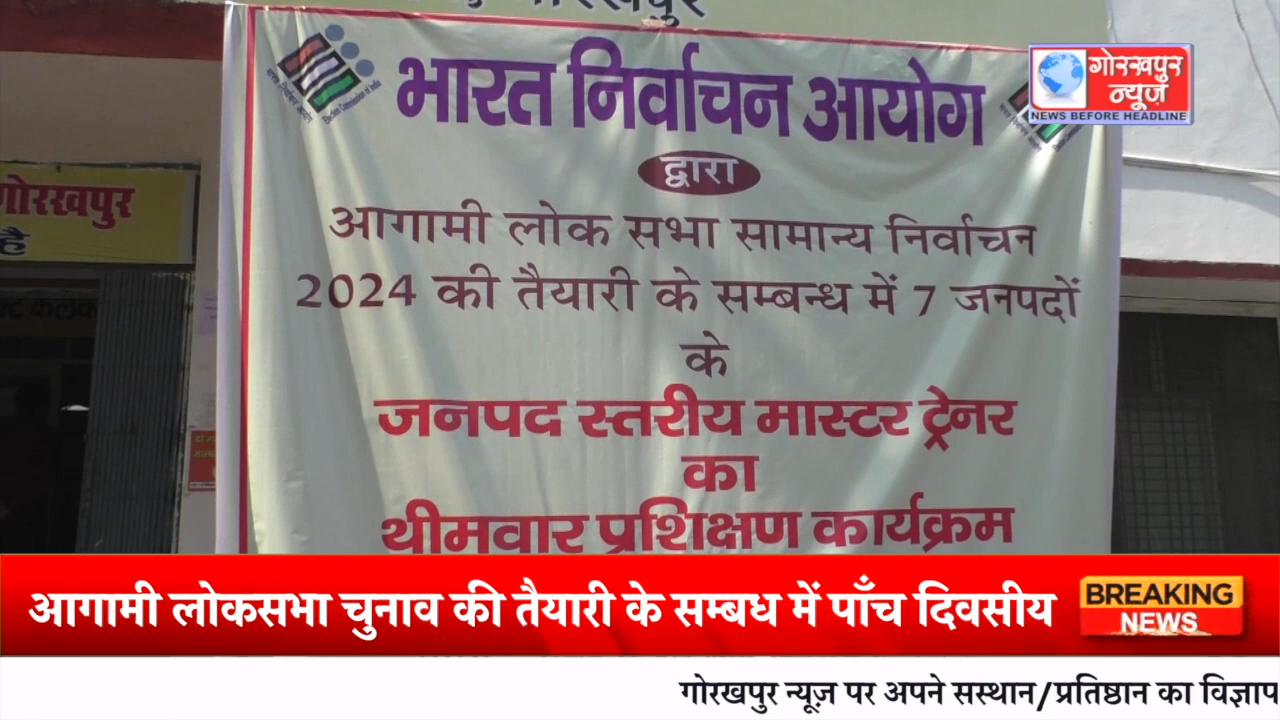 गोरखपुर
भारत निर्वाचन आयोग
द्वारा
आगामी लोक सभा सामान्य निर्वाचन
2024 की तैयारी के सम्बन्ध में 7 जनपदों
के
जनपद स्तरीय मास्टर ट्रेनर
का
थीमवार प्रशिक्षण कार्यक्रम
गोरखपुर
है
गोरखपुर
न्यूज़
NEWS BEFORE HEADLINE
आगामी लोकसभा चुनाव की तैयारी के सम्बध में पाँच दिवसीय
BREAKING
NEWS
गोरखपुर न्यूज़ पर अपने सस्थान/प्रतिष्ठान का विज्ञाप